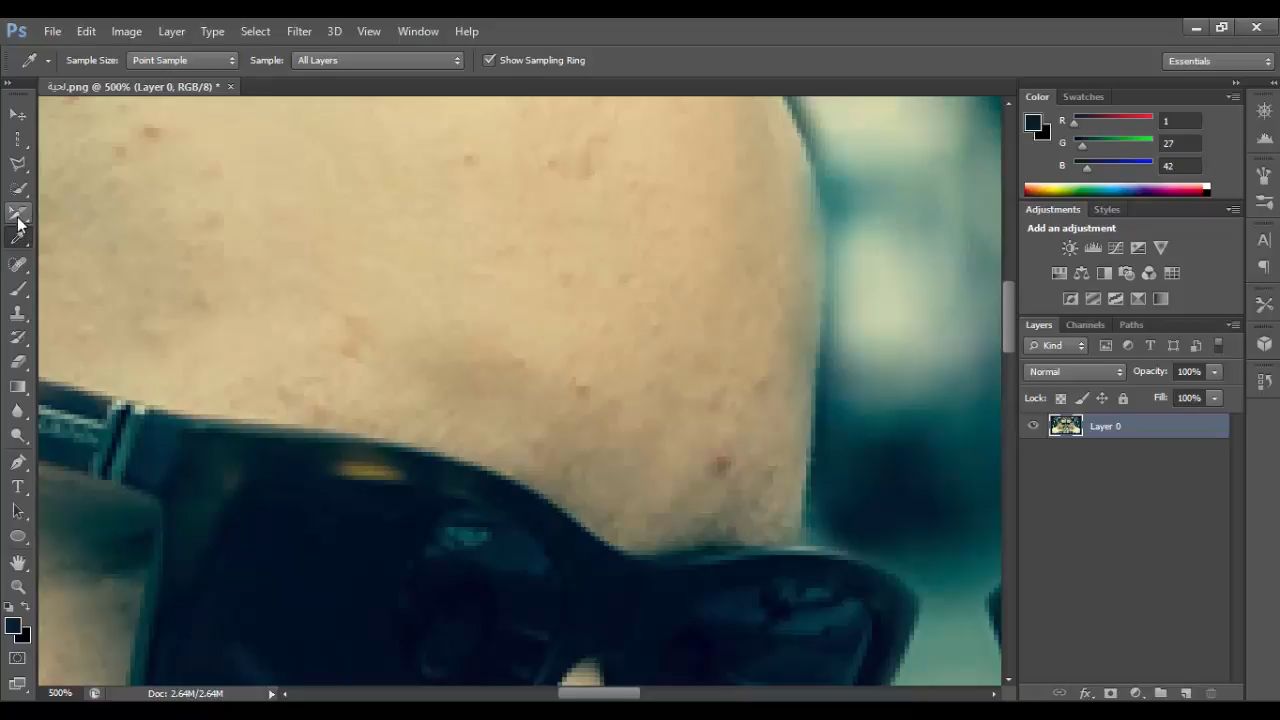 Ps File Edit Image Layer Type Select Filter 3D View Window Help
Sample Size: Point Sample Sample: All Layers Show Sampling Ring Essentials
لحية.png @ 500% (Layer 0, RGB/8) *
Color Swatches
R 1
G 27
B 42
Adjustments Styles
Add an adjustment
Layers Channels Paths
Kind
Normal Opacity: 100%
Lock: Fill: 100%
Layer 0
500% Doc: 2.64M/2.64M